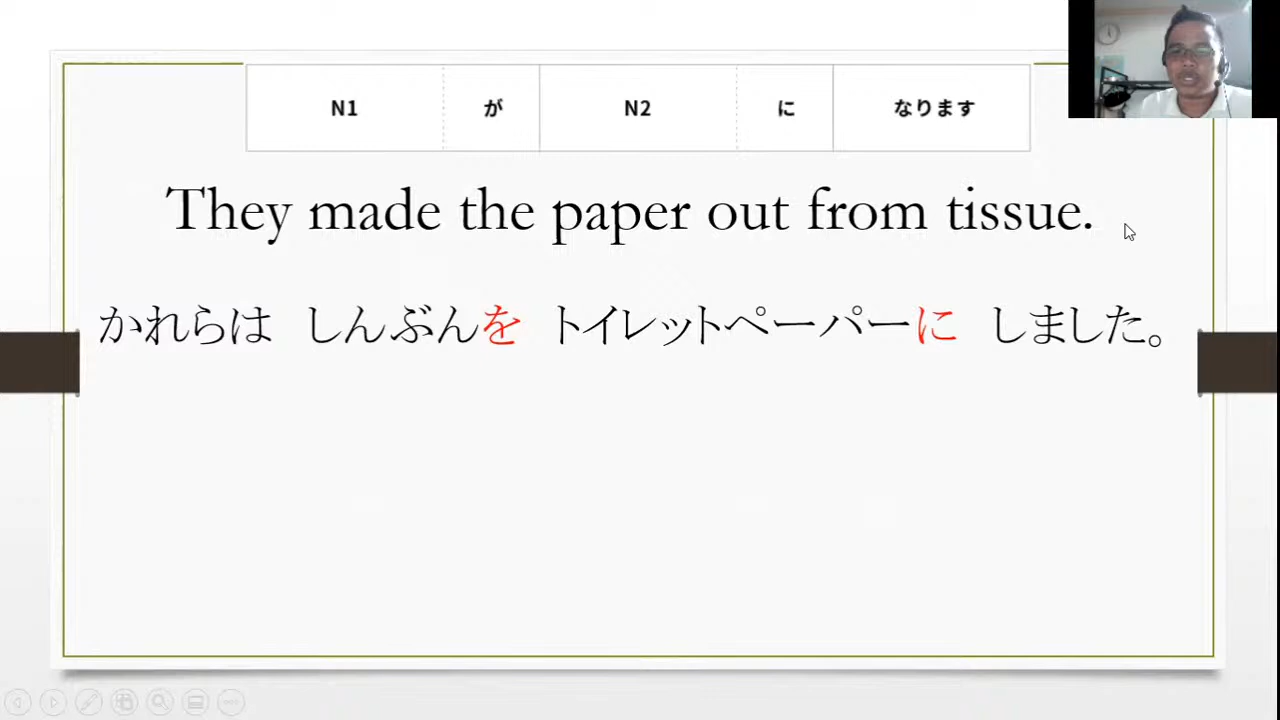 N1 が N2 に なります
They made the paper out from tissue.
かれらは しんぶんを トイレットペーパーに しました。